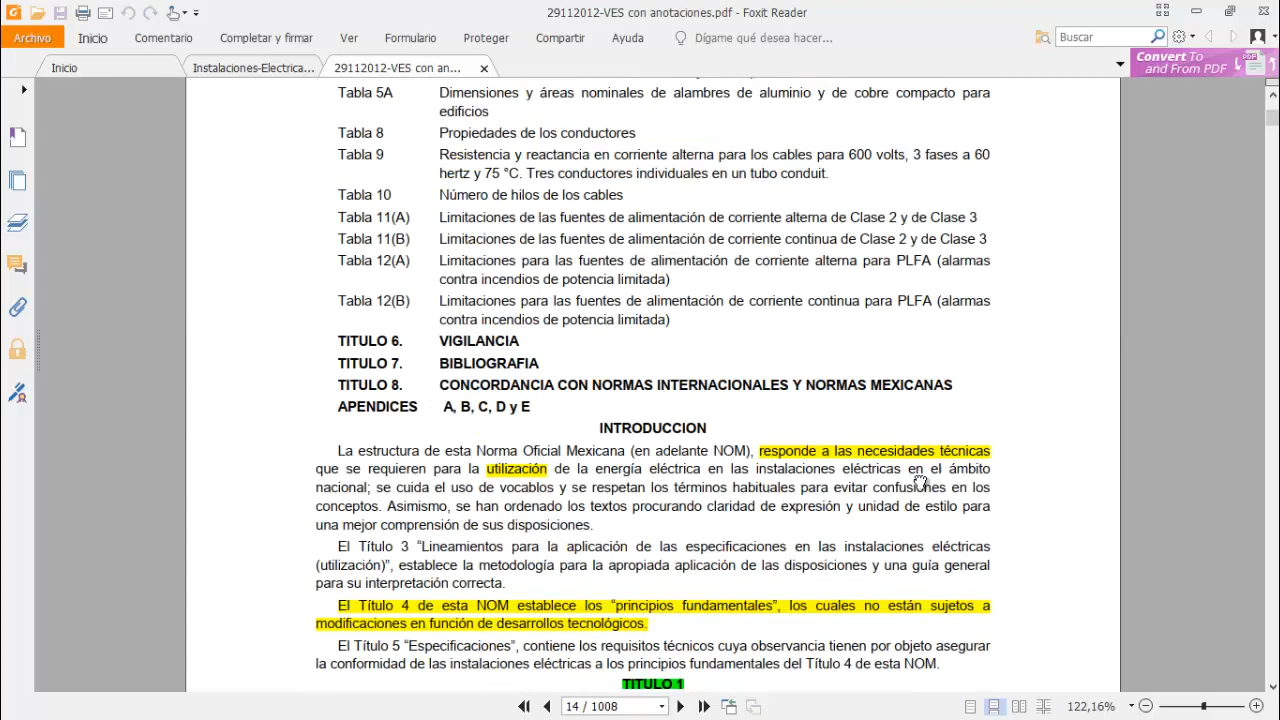 29112012-VES con anotaciones.pdf - Foxit Reader
Archivo Inicio Comentario Completar y firmar Ver Formulario Proteger Compartir Ayuda Dígame qué desea hacer... Buscar
Inicio Instalaciones-Electrica... 29112012-VES con an... Convert To
and From PDF
Tabla 5A Dimensiones y áreas nominales de alambres de aluminio y de cobre compacto para
edificios
Tabla 8 Propiedades de los conductores
Tabla 9 Resistencia y reactancia en corriente alterna para los cables para 600 volts, 3 fases a 60
hertz y 75 °C. Tres conductores individuales en un tubo conduit.
Tabla 10 Número de hilos de los cables
Tabla 11(A) Limitaciones de las fuentes de alimentación de corriente alterna de Clase 2 y de Clase 3
Tabla 11(B) Limitaciones de las fuentes de alimentación de corriente continua de Clase 2 y de Clase 3
Tabla 12(A) Limitaciones para las fuentes de alimentación de corriente alterna para PLFA (alarmas
contra incendios de potencia limitada)
Tabla 12(B) Limitaciones para las fuentes de alimentación de corriente continua para PLFA (alarmas
contra incendios de potencia limitada)
TITULO 6. VIGILANCIA
TITULO 7. BIBLIOGRAFIA
TITULO 8. CONCORDANCIA CON NORMAS INTERNACIONALES Y NORMAS MEXICANAS
APENDICES A, B, C, D y E
INTRODUCCION
La estructura de esta Norma Oficial Mexicana (en adelante NOM), responde a las necesidades técnicas
que se requieren para la utilización de la energía eléctrica en las instalaciones eléctricas en el ámbito
nacional; se cuida el uso de vocablos y se respetan los términos habituales para evitar confusiones en los
conceptos. Asimismo, se han ordenado los textos procurando claridad de expresión y unidad de estilo para
una mejor comprensión de sus disposiciones.
El Título 3 “Lineamientos para la aplicación de las especificaciones en las instalaciones eléctricas
(utilización)”, establece la metodología para la apropiada aplicación de las disposiciones y una guía general
para su interpretación correcta.
El Título 4 de esta NOM establece los “principios fundamentales”, los cuales no están sujetos a
modificaciones en función de desarrollos tecnológicos.
El Título 5 “Especificaciones”, contiene los requisitos técnicos cuya observancia tienen por objeto asegurar
la conformidad de las instalaciones eléctricas a los principios fundamentales del Título 4 de esta NOM.
TITULO 1
14 / 1008 122,16%